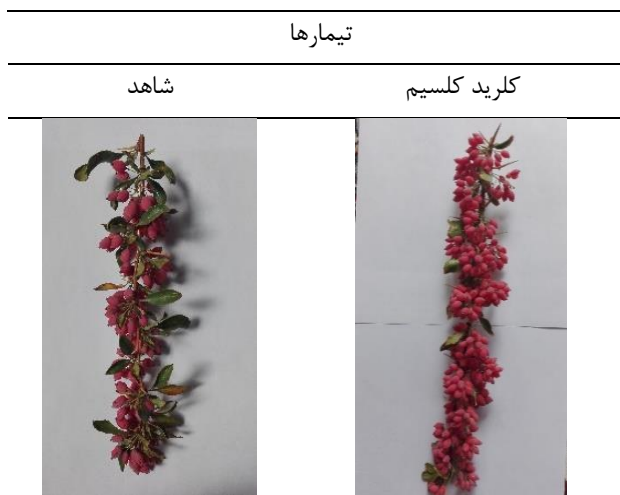 تیمارها
شاهد
کلرید کلسیم